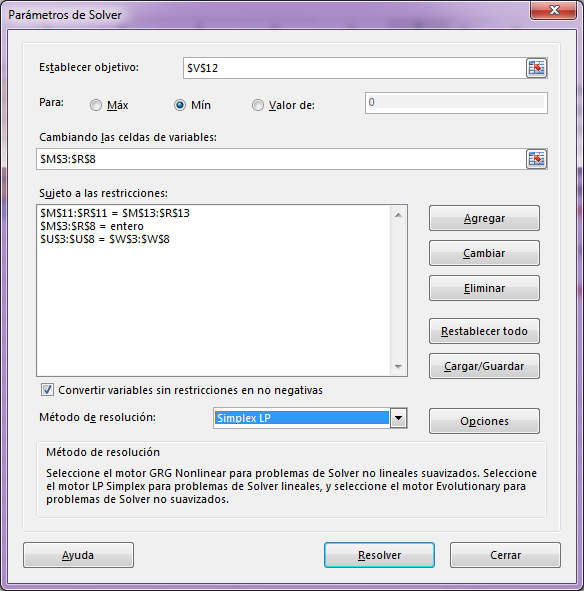 Parámetros de Solver
Establecer objetivo:
$V$12
Para:
Máx
Mín
Valor de:
0
Cambiando las celdas de variables:
$M$3:$R$8
Sujeto a las restricciones:
$M$11:$R$11 = $M$13:$R$13
$M$3:$R$8 = entero
$U$3:$U$8 = $W$3:$W$8
Agregar
Cambiar
Eliminar
Restablecer todo
Cargar/Guardar
Convertir variables sin restricciones en no negativas
Método de resolución:
Simplex LP
Opciones
Método de resolución
Seleccione el motor GRG Nonlinear para problemas de Solver no lineales suavizados. Seleccione
el motor LP Simplex para problemas de Solver lineales, y seleccione el motor Evolutionary para
problemas de Solver no suavizados.
Ayuda
Resolver
Cerrar